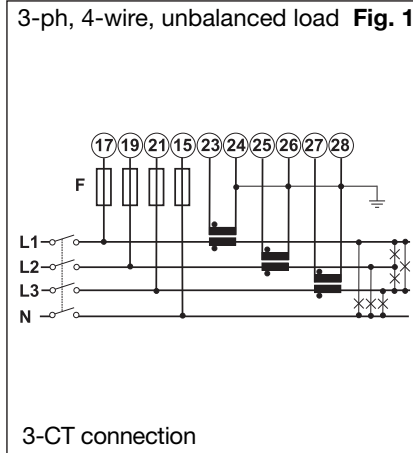 3-ph, 4-wire, unbalanced load Fig. 1
17 19 21 15 23 24 25 26 27 28
F
L1
L2
L3
N
3-CT connection